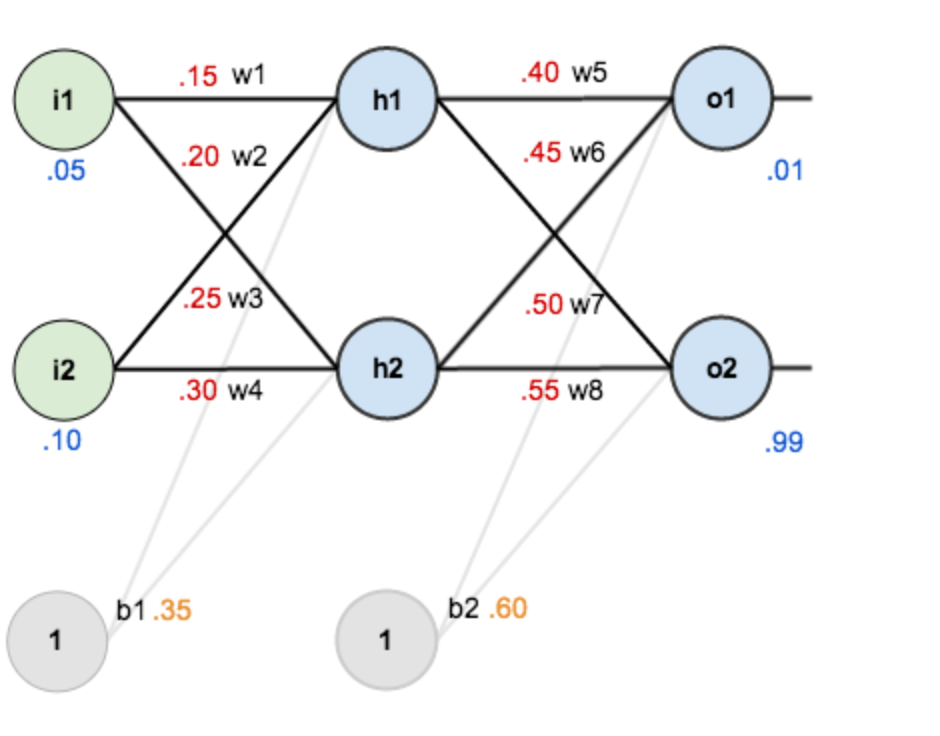 .15 w1
.40 w5
i1
h1
o1
.20 w2
.45 w6
.05
.01
.25 w3
.50 w7
i2
h2
o2
.30 w4
.55 w8
.10
.99
b1 .35
b2 .60
1
1